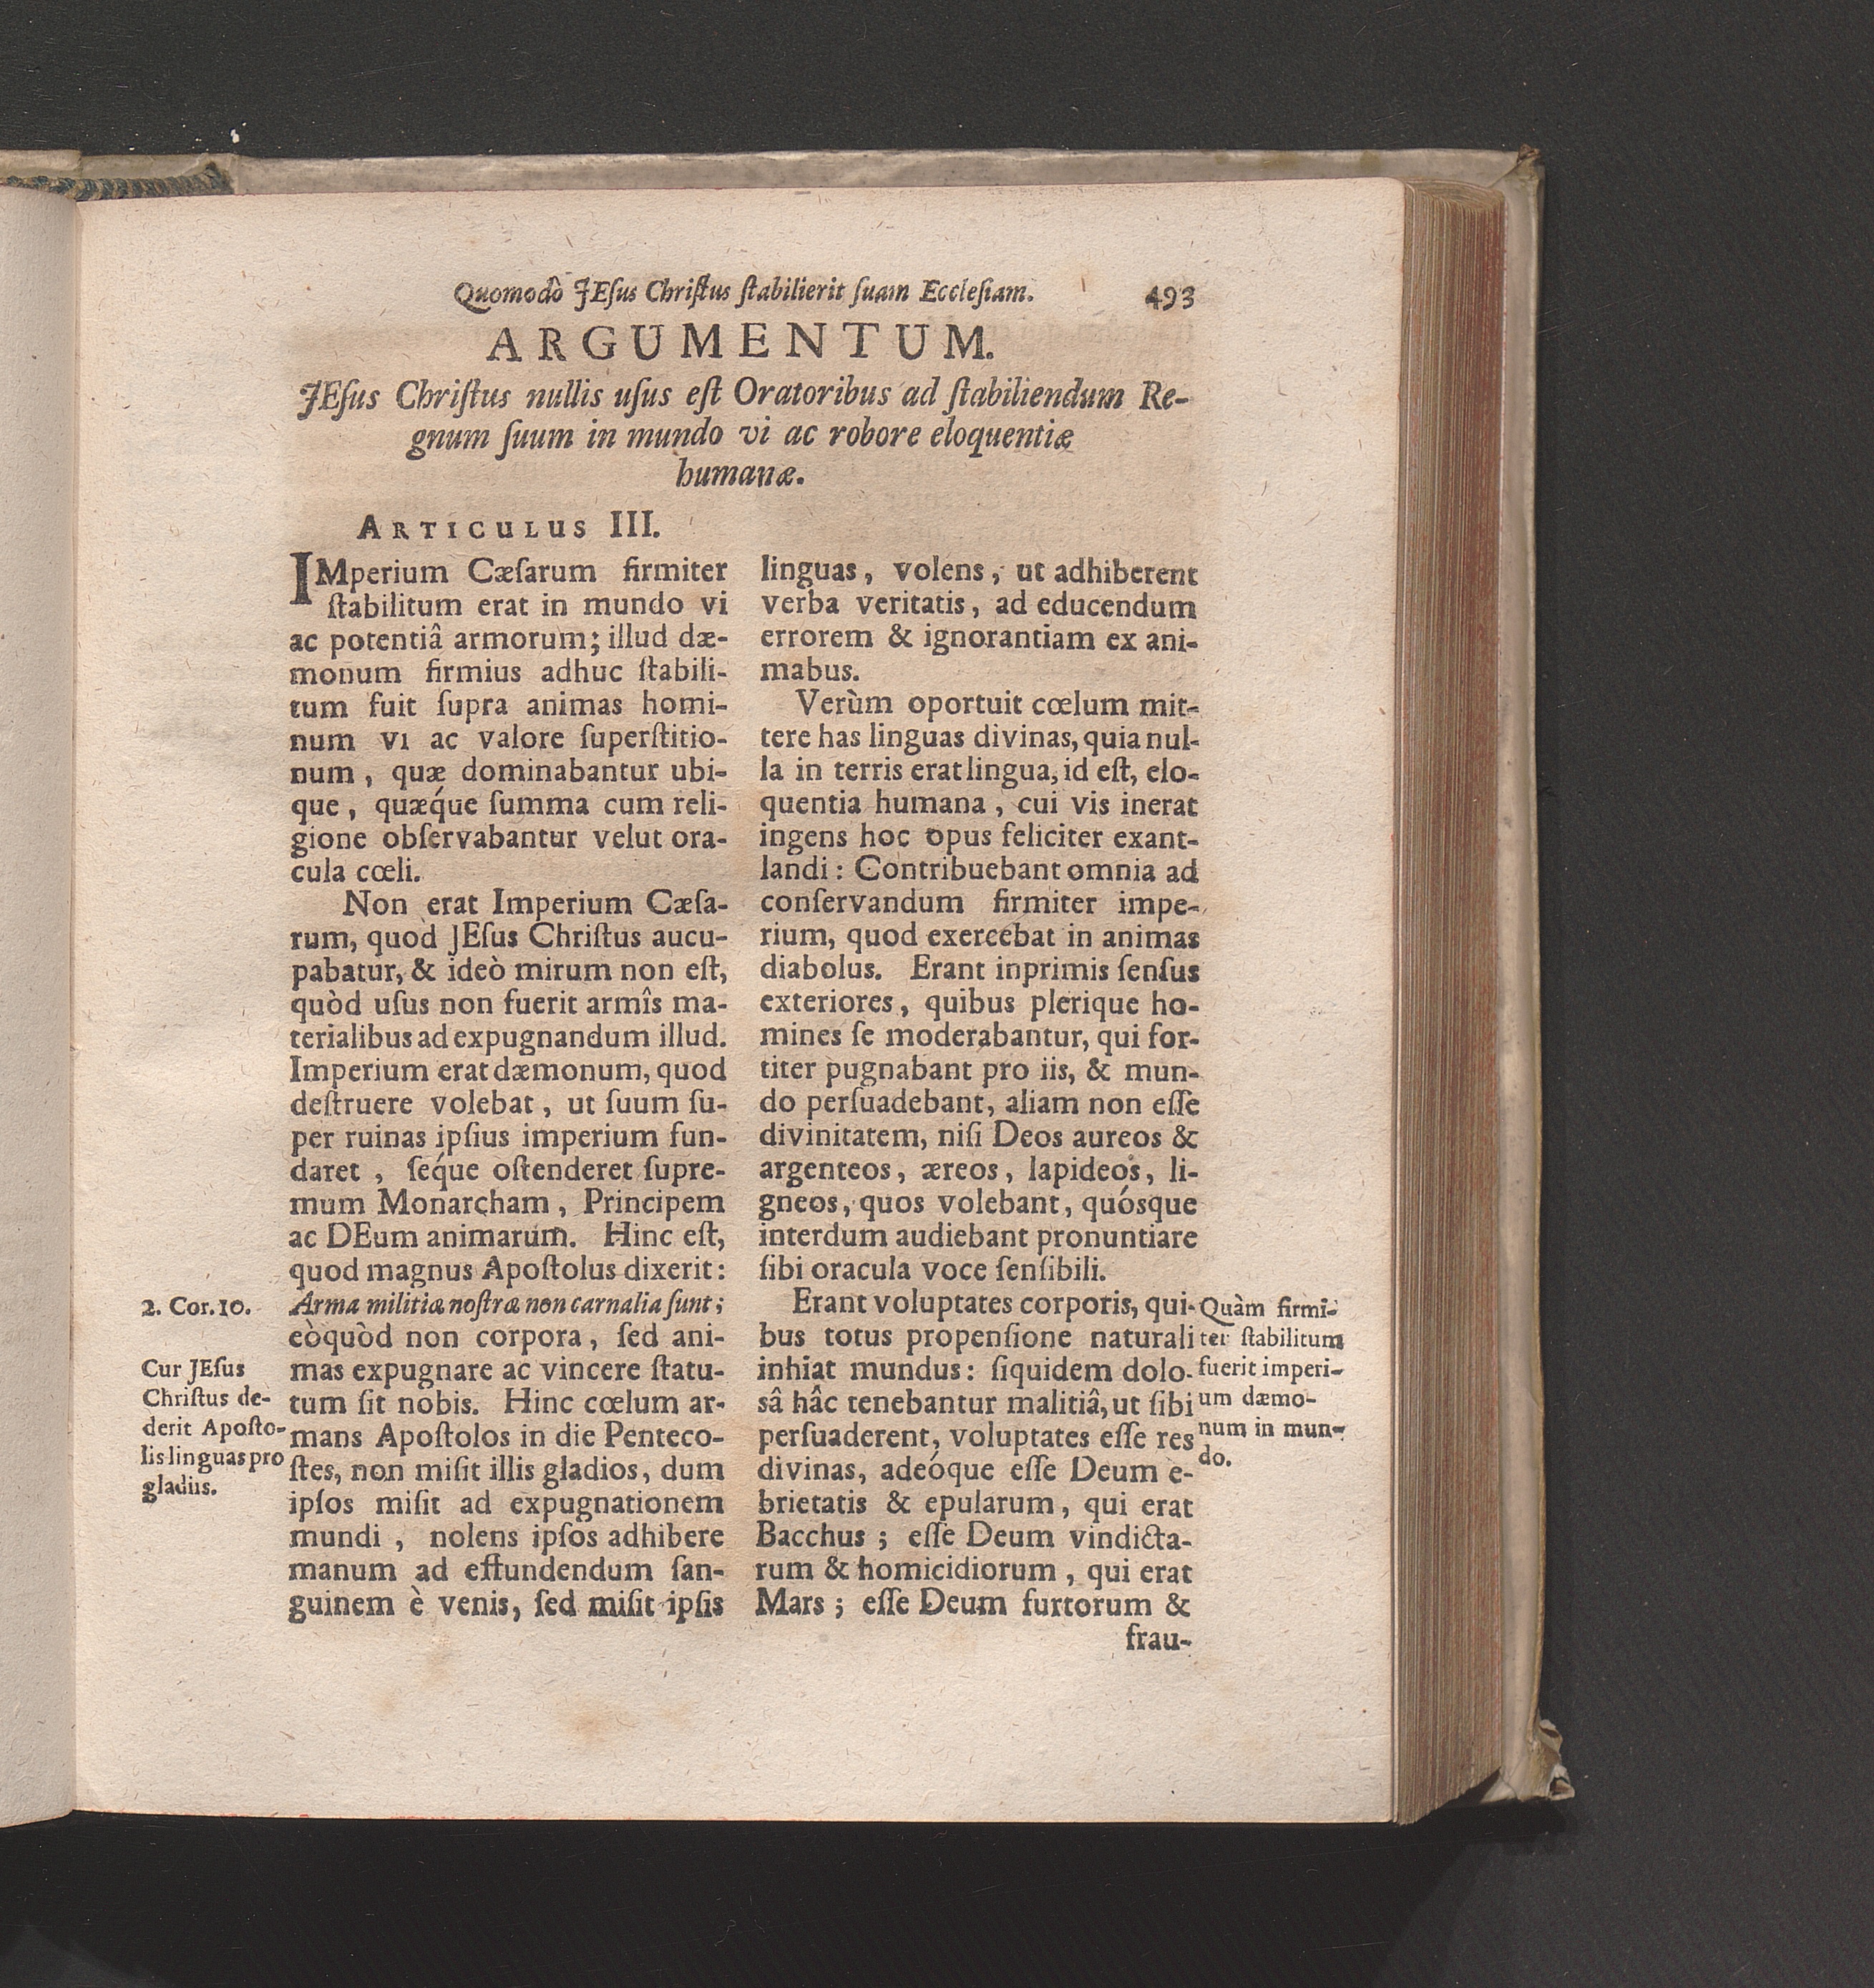 Quomodò JEſus Chriſtus ſtabilierit ſuam Eccleſiam. 493
ARGUMENTUM.
JEſus Chriſtus nullis uſus eſt Oratoribus ad ſtabiliendum Re-
gnum ſuum in mundo vi ac robore eloquentiæ
humanæ.
ARTICULUS III.
IMperium Cæſarum firmiter
ſtabilitum erat in mundo vi
ac potentiâ armorum; illud dæ-
monum firmius adhuc ſtabili-
tum fuit ſupra animas homi-
num vi ac valore ſuperſtitio-
num, quæ dominabantur ubi-
que, quæq́ue ſumma cum reli-
gione obſervabantur velut ora-
cula cœli.
Non erat Imperium Cæſa-
rum, quod JEſus Chriſtus aucu-
pabatur, & ideò mirum non eſt,
quòd uſus non fuerit armîs ma-
terialibus ad expugnandum illud.
Imperium erat dæmonum, quod
deſtruere volebat, ut ſuum ſu-
per ruinas ipſius imperium fun-
daret, ſeq́ue oſtenderet ſupre-
mum Monarcham, Principem
ac DEum animarum. Hinc eſt,
quod magnus Apoſtolus dixerit:
2. Cor. 10.
Arma militiæ noſtræ non carnalia ſunt;
eòquòd non corpora, ſed ani-
mas expugnare ac vincere ſtatu-
tum ſit nobis. Hinc cœlum ar-
mans Apoſtolos in die Penteco-
ſtes, non miſit illis gladios, dum
ipſos miſit ad expugnationem
mundi, nolens ipſos adhibere
manum ad effundendum ſan-
guinem è venis, ſed miſit ipſis
Cur JEſus
Chriſtus de-
derit Apoſto-
lis linguas pro
gladiis.
linguas, volens, ut adhiberent
verba veritatis, ad educendum
errorem & ignorantiam ex ani-
mabus.
Verùm oportuit cœlum mit-
tere has linguas divinas, quia nul-
la in terris erat lingua, id eſt, elo-
quentia humana, cui vis inerat
ingens hoc opus feliciter exant-
landi: Contribuebant omnia ad
conſervandum firmiter impe-
rium, quod exercebat in animas
diabolus. Erant inprimis ſenſus
exteriores, quibus plerique ho-
mines ſe moderabantur, qui for-
titer pugnabant pro iis, & mun-
do perſuadebant, aliam non eſſe
divinitatem, niſi Deos aureos &
argenteos, æreos, lapideos, li-
gneos, quos volebant, quósque
interdum audiebant pronuntiare
ſibi oracula voce ſenſibili.
Erant voluptates corporis, qui-
bus totus propenſione naturali
inhiat mundus: ſiquidem dolo-
sâ hâc tenebantur malitiâ, ut ſibi
perſuaderent, voluptates eſſe res
divinas, adeóque eſſe Deum e-
brietatis & epularum, qui erat
Bacchus; eſſe Deum vindicta-
rum & homicidiorum, qui erat
Mars; eſſe Deum furtorum &
frau-
Quàm firmi-
ter ſtabilitum
fuerit imperi-
um dæmo-
num in mun-
do.